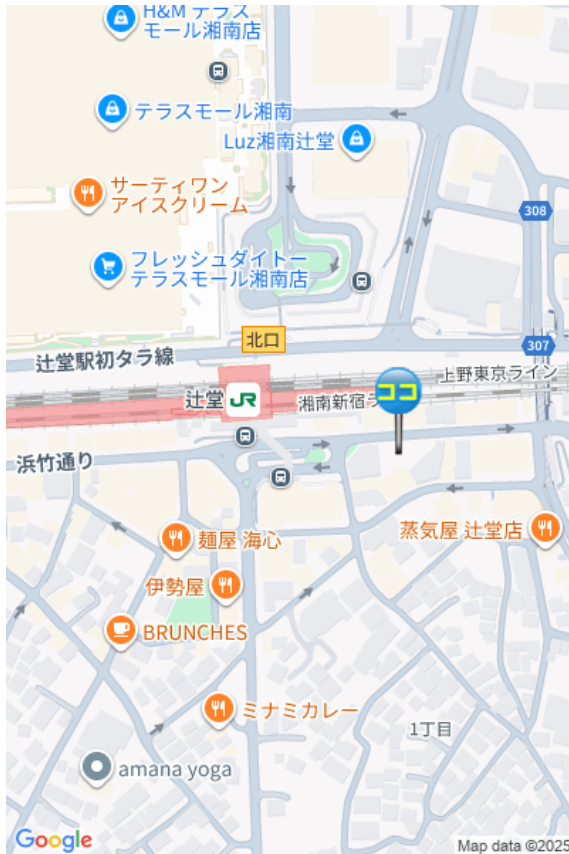 H&M テラス
モール湘南店
テラスモール湘南
Luz湘南辻堂
サーティワン
アイスクリーム
308
フレッシュダイトー
テラスモール湘南店
北口
307
辻堂駅初タラ線
上野東京ライン
辻堂
JR
湘南新宿ラ
ココ
浜竹通り
麺屋 海心
蒸気屋 辻堂店
伊勢屋
BRUNCHES
ミナミカレー
1丁目
amana yoga
Google
Map data ©2025